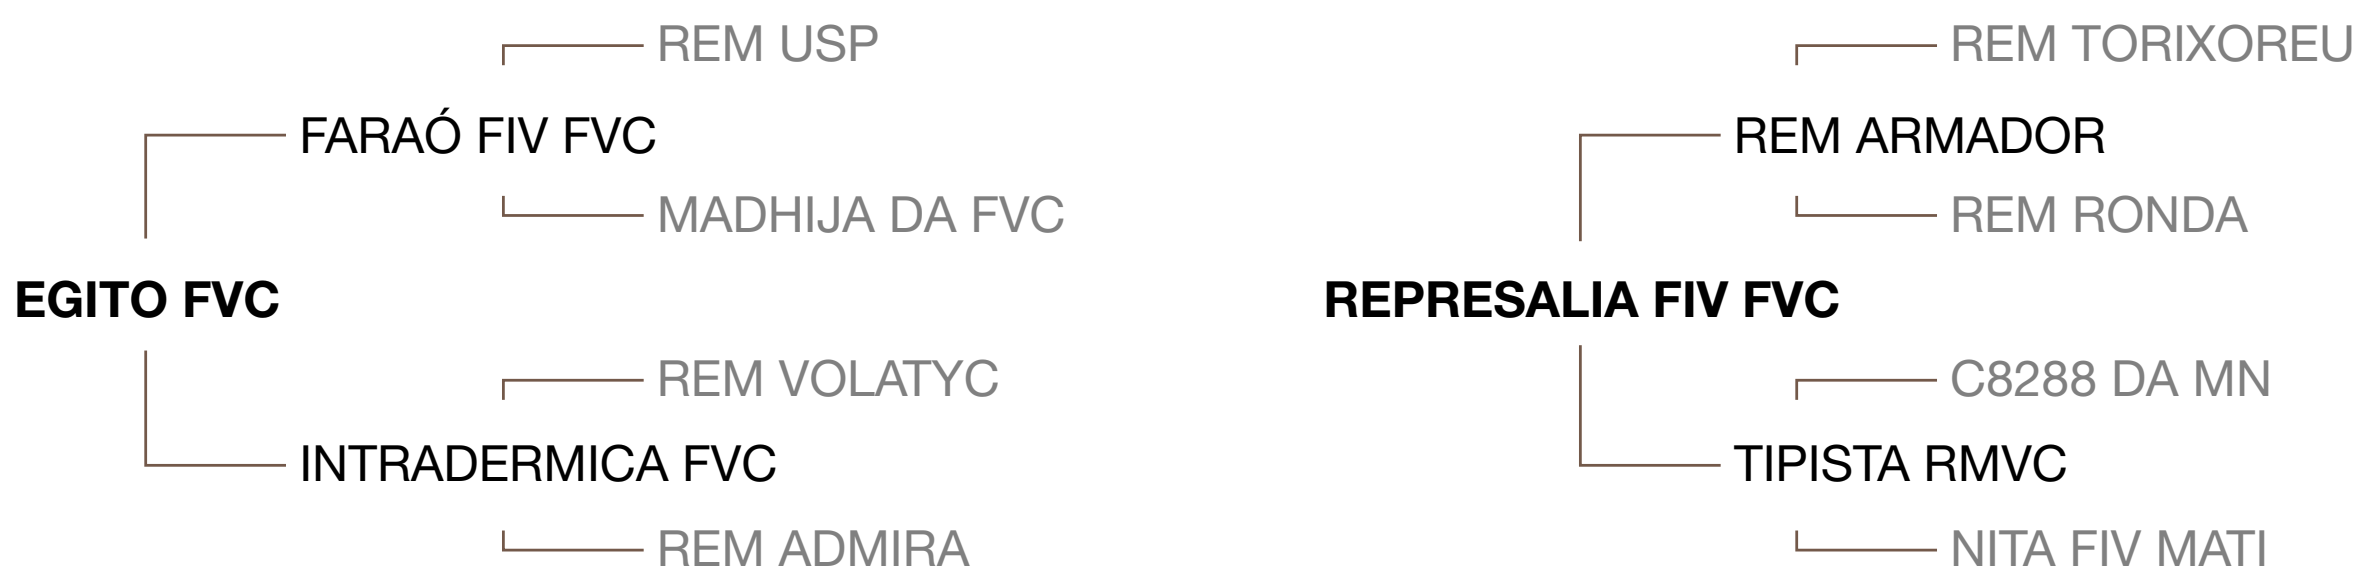 REM USP
FARAÓ FIV FVC
MADHIJA DA FVC
EGITO FVC
REM VOLATYC
INTRADERMICA FVC
REM ADMIRA
REM TORIXOREU
REM ARMADOR
REM RONDA
REPRESALIA FIV FVC
C8288 DA MN
TIPISTA RMVC
NITA FIV MATI